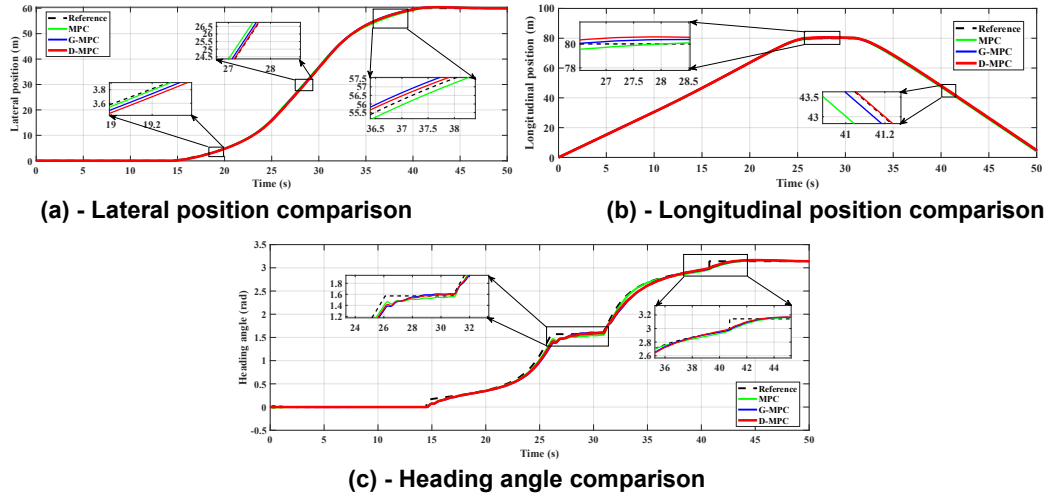 Lateral position (m)
60
50
40
30
20
10
0
Reference
MPC
G-MPC
D-MPC
26.5
26
25.5
25
24.5
27 28
3.8
3.6
19 19.2
57.5
57
56.5
56
55.5
36.5 37 37.5 38
0 5 10 15 20 25 30 35 40 45 50
Time (s)
(a) - Lateral position comparison
Longitudinal position (m)
100
80
60
40
20
0
80
78
27 27.5 28 28.5
Reference
MPC
G-MPC
D-MPC
43.5
43
41 41.2
0 5 10 15 20 25 30 35 40 45 50
Time (s)
(b) - Longitudinal position comparison
Heading angle (rad)
3.5
3
2.5
2
1.5
1
0.5
0
-0.5
1.8
1.6
1.4
1.2
24 26 28 30 32
3.2
3
2.8
2.6
36 38 40 42 44
Reference
MPC
G-MPC
D-MPC
0 5 10 15 20 25 30 35 40 45 50
Time (s)
(c) - Heading angle comparison